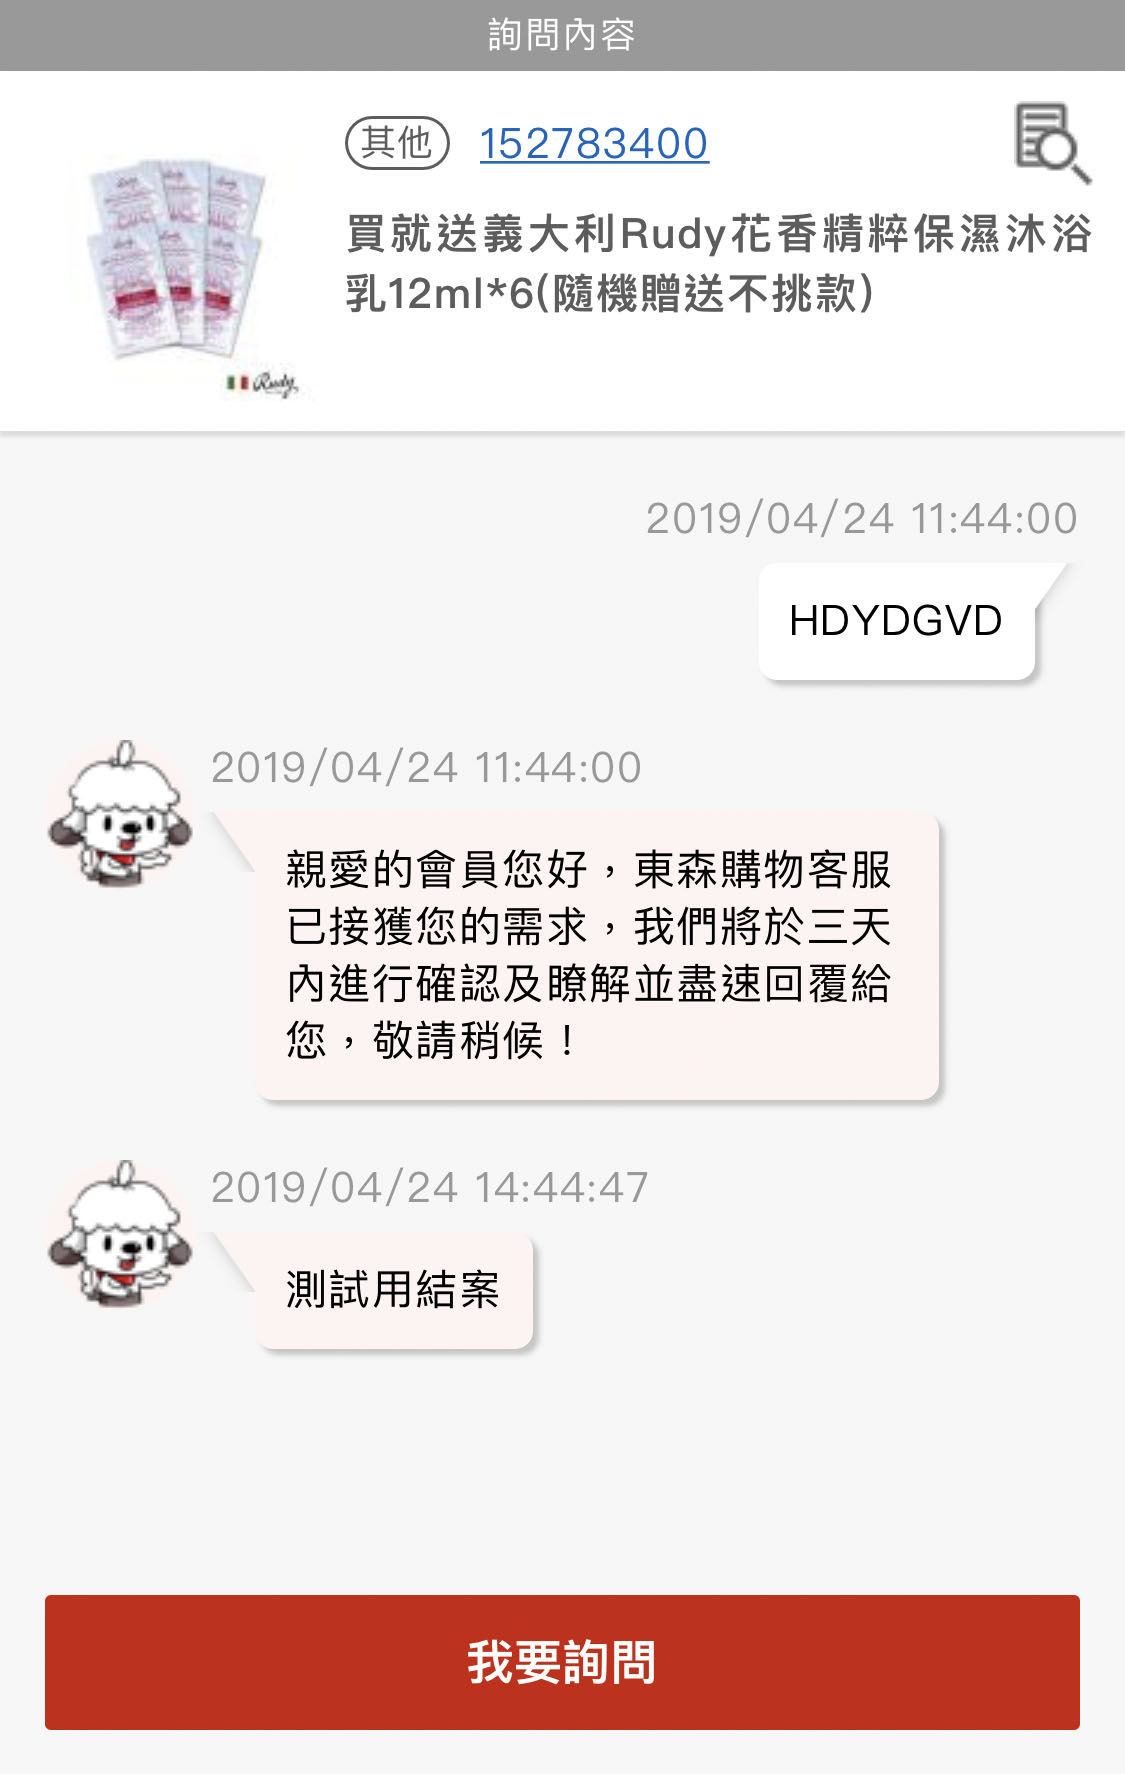 詢問內容
其他 152783400
買就送義大利Rudy花香精粹保濕沐浴
乳12ml*6(隨機贈送不挑款)
Rudy
2019/04/24 11:44:00
HDYDGVD
2019/04/24 11:44:00
親愛的會員您好，東森購物客服
已接獲您的需求，我們將於三天
內進行確認及瞭解並盡速回覆給
您，敬請稍候！
2019/04/24 14:44:47
測試用結案
我要詢問